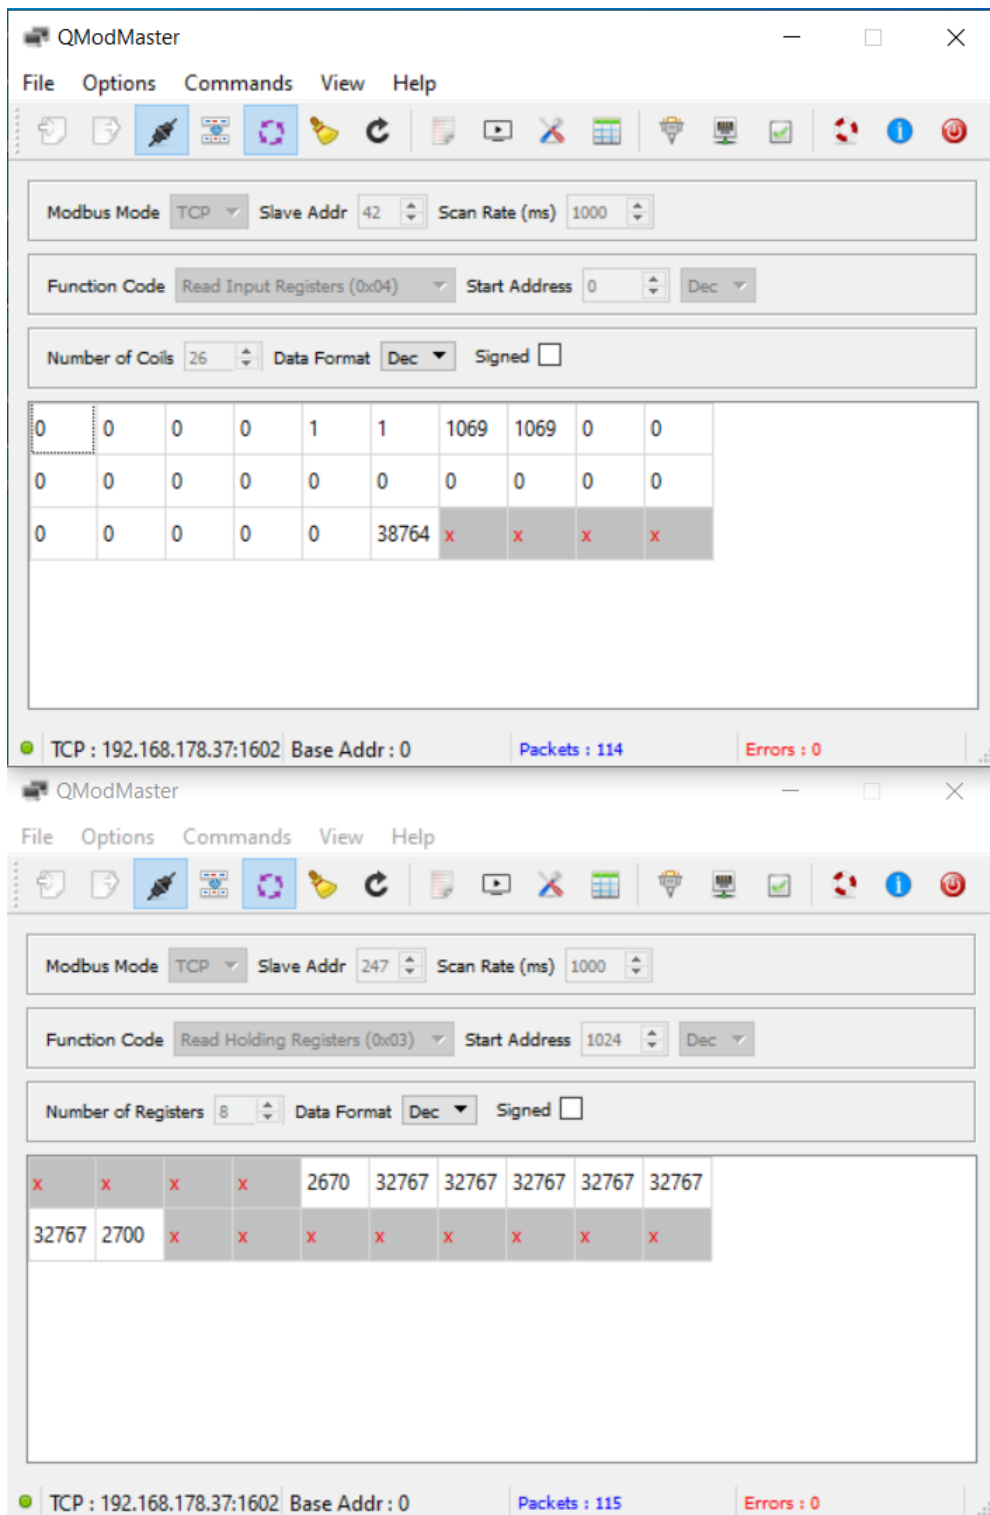 QModMaster
File Options Commands View Help
Modbus Mode TCP Slave Addr 42 Scan Rate (ms) 1000
Function Code Read Input Registers (0x04) Start Address 0 Dec
Number of Coils 26 Data Format Dec Signed
0 0 0 0 1 1 1069 1069 0 0
0 0 0 0 0 0 0 0 0 0
0 0 0 0 0 38764 x x x x
TCP : 192.168.178.37:1602 Base Addr : 0 Packets : 114 Errors : 0
QModMaster
File Options Commands View Help
Modbus Mode TCP Slave Addr 247 Scan Rate (ms) 1000
Function Code Read Holding Registers (0x03) Start Address 1024 Dec
Number of Registers 8 Data Format Dec Signed
x x x x 2670 32767 32767 32767 32767 32767
32767 2700 x x x x x x x x
TCP : 192.168.178.37:1602 Base Addr : 0 Packets : 115 Errors : 0